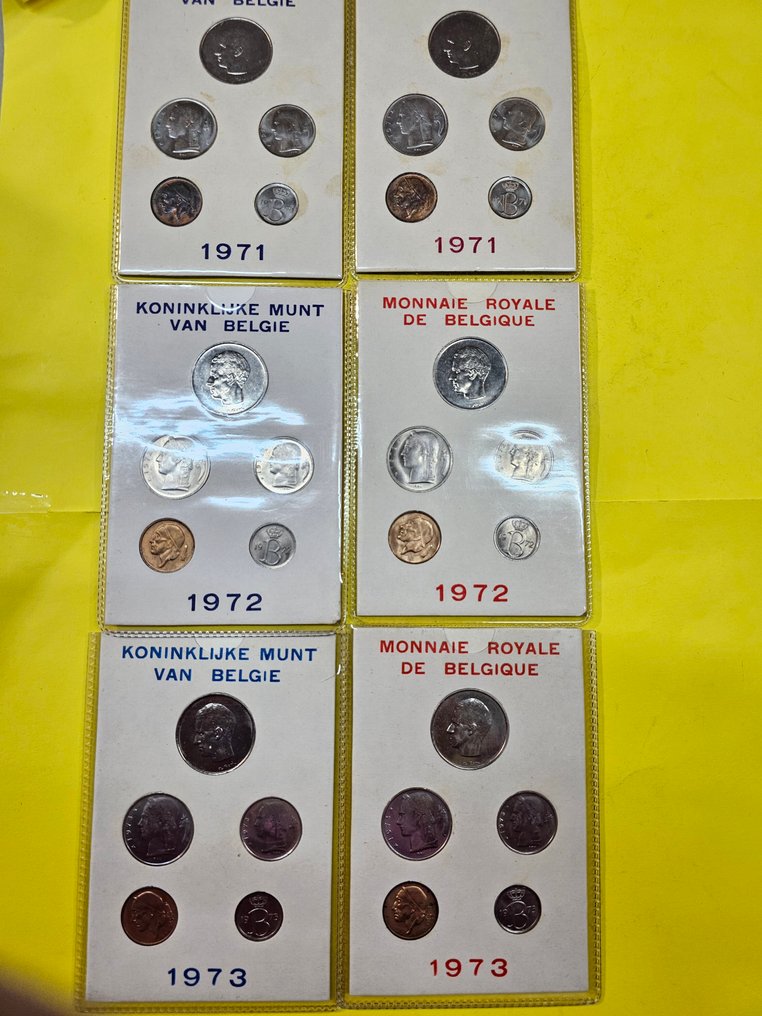 VAN BELGIE
1971
1971
KONINKLIJKE MUNT
VAN BELGIE
1972
MONNAIE ROYALE
DE BELGIQUE
1972
KONINKLIJKE MUNT
VAN BELGIE
1973
MONNAIE ROYALE
DE BELGIQUE
1973